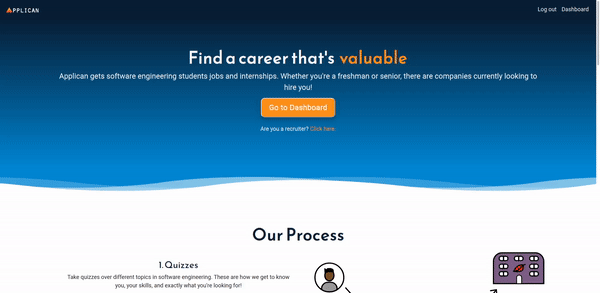 APPLICAN
Log out Dashboard
Find a career that's valuable
Applican gets software engineering students jobs and internships. Whether you're a freshman or senior, there are companies currently looking to
hire you!
Go to Dashboard
Are you a recruiter? Click here
Our Process
1. Quizzes
Take quizzes over different topics in software engineering. These are how we get to know
you, your skills, and exactly what you're looking for!